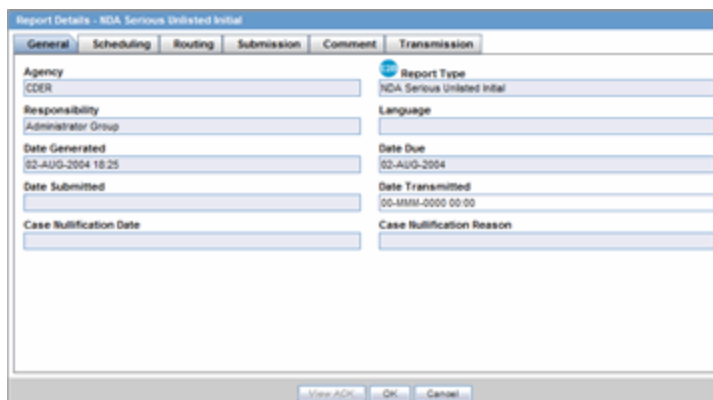 Report Details - NDA Serious Unlisted Initial
General Scheduling Routing Submission Comment Transmission
Agency Report Type
CDER NDA Serious Unlisted Initial
Responsibility Language
Administrator Group
Date Generated Date Due
02-AUG-2004 18:25 02-AUG-2004
Date Submitted Date Transmitted
00-MMM-0000 00:00
Case Nullification Date Case Nullification Reason
View ACK OK Cancel